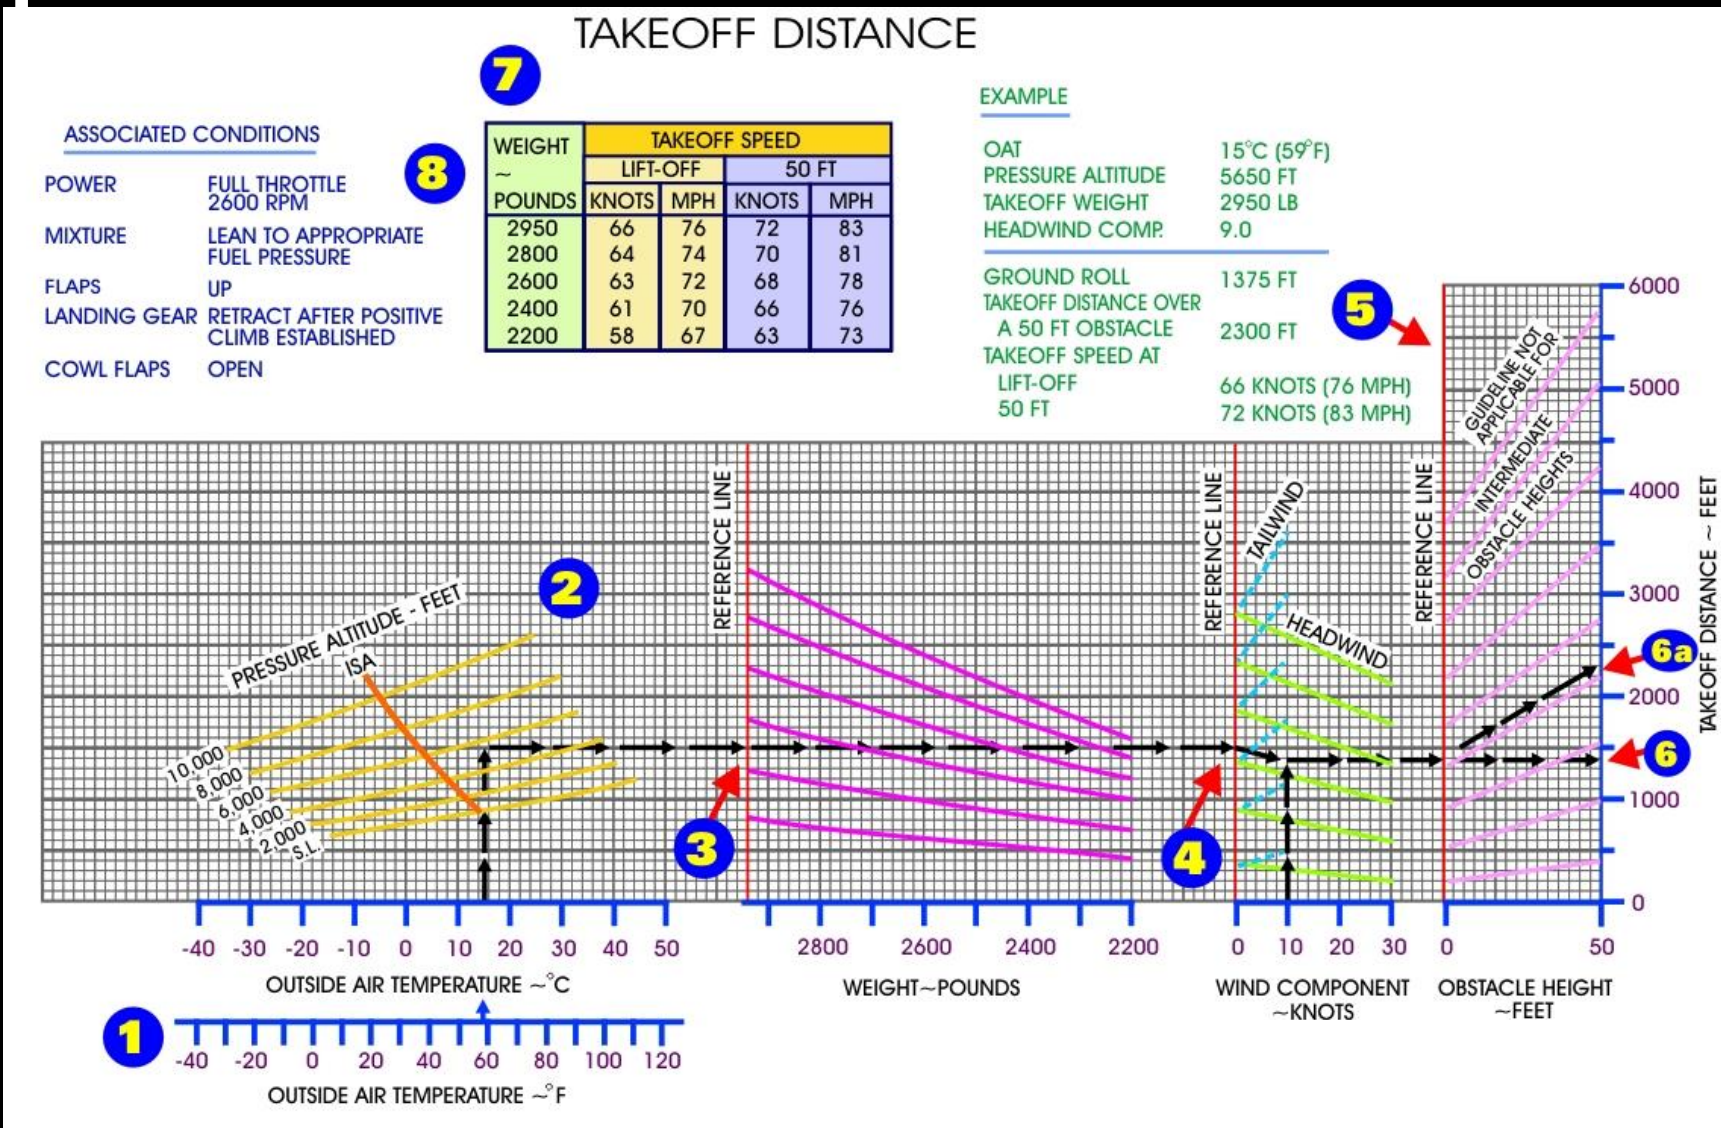 TAKEOFF DISTANCE
7
ASSOCIATED CONDITIONS
POWER FULL THROTTLE
2600 RPM
MIXTURE LEAN TO APPROPRIATE
FUEL PRESSURE
FLAPS UP
LANDING GEAR RETRACT AFTER POSITIVE
CLIMB ESTABLISHED
COWL FLAPS OPEN
8
WEIGHT TAKEOFF SPEED
~ LIFT-OFF 50 FT
POUNDS KNOTS MPH KNOTS MPH
2950 66 76 72 83
2800 64 74 70 81
2600 63 72 68 78
2400 61 70 66 76
2200 58 67 63 73
EXAMPLE
OAT 15°C (59°F)
PRESSURE ALTITUDE 5650 FT
TAKEOFF WEIGHT 2950 LB
HEADWIND COMP. 9.0
GROUND ROLL 1375 FT
TAKEOFF DISTANCE OVER
A 50 FT OBSTACLE 2300 FT
TAKEOFF SPEED AT
LIFT-OFF 66 KNOTS (76 MPH)
50 FT 72 KNOTS (83 MPH)
5
2
PRESSURE ALTITUDE - FEET
ISA
10,000
8,000
6,000
4,000
2,000
S.L.
REFERENCE LINE
3
REFERENCE LINE
TAILWIND
HEADWIND
4
REFERENCE LINE
GUIDELINE NOT
APPLICABLE FOR
INTERMEDIATE
OBSTACLE HEIGHTS
6000
5000
4000
3000
2000
1000
0
TAKEOFF DISTANCE ~ FEET
6a
6
-40 -30 -20 -10 0 10 20 30 40 50
OUTSIDE AIR TEMPERATURE ~°C
2800 2600 2400 2200
WEIGHT~POUNDS
0 10 20 30
WIND COMPONENT
~KNOTS
0 50
OBSTACLE HEIGHT
~FEET
1
-40 -20 0 20 40 60 80 100 120
OUTSIDE AIR TEMPERATURE ~°F